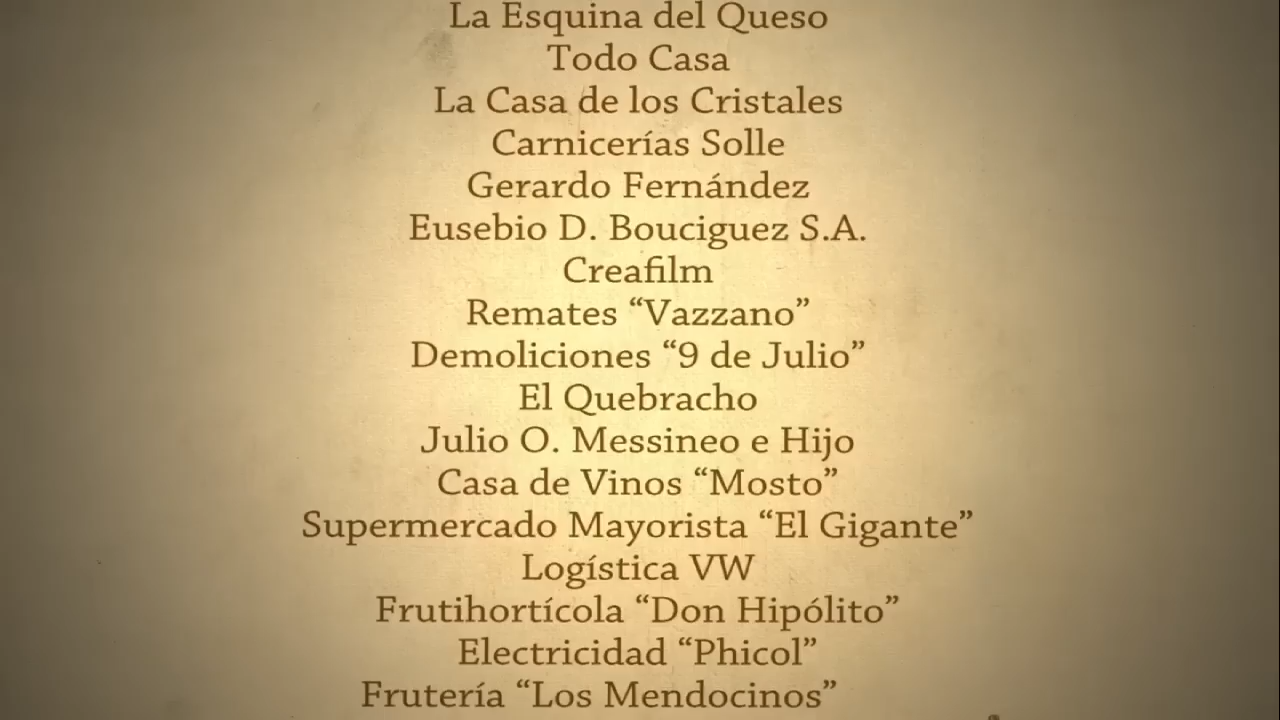 La Esquina del Queso
Todo Casa
La Casa de los Cristales
Carnicerías Solle
Gerardo Fernández
Eusebio D. Bouciguez S.A.
Creafilm
Remates “Vazzano”
Demoliciones “9 de Julio”
El Quebracho
Julio O. Messineo e Hijo
Casa de Vinos “Mosto”
Supermercado Mayorista “El Gigante”
Logística VW
Frutihortícola “Don Hipólito”
Electricidad “Phicol”
Frutería “Los Mendocinos”